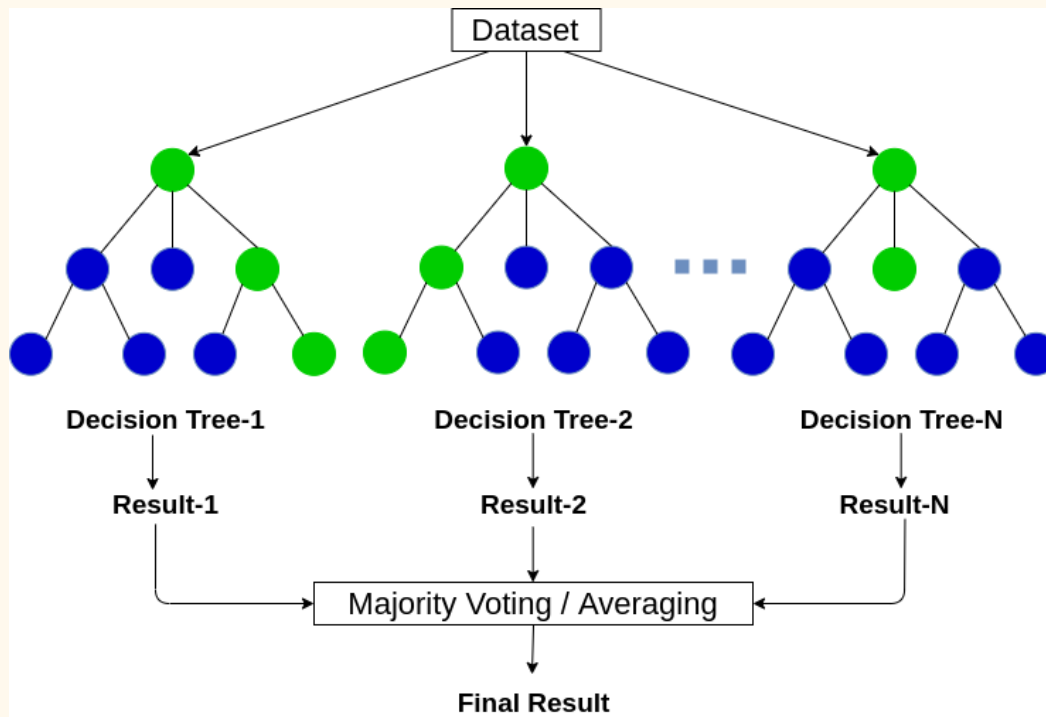 Dataset
Decision Tree-1
Decision Tree-2
Decision Tree-N
Result-1
Result-2
Result-N
Majority Voting / Averaging
Final Result